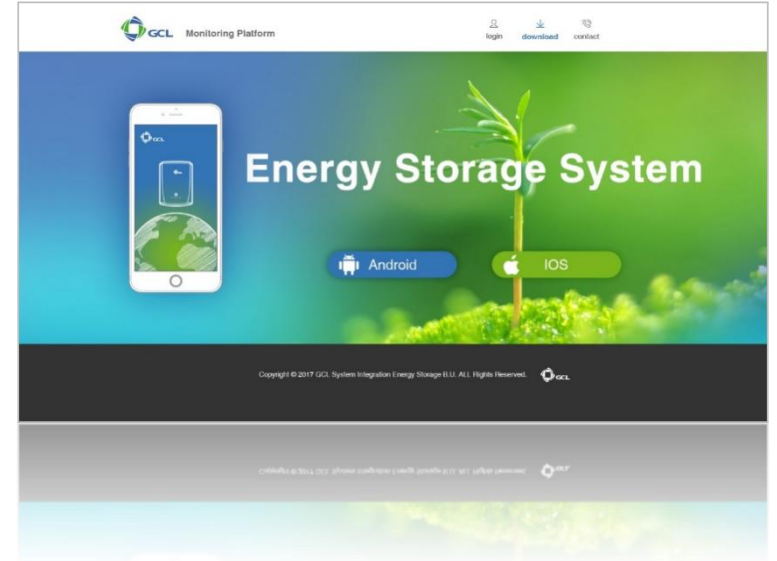 GCL Monitoring Platform
login download contact
GCL
Energy Storage System
Android IOS
Copyright © 2017 GCL System Integration Energy Storage B.U. ALL Rights Reserved. GCL